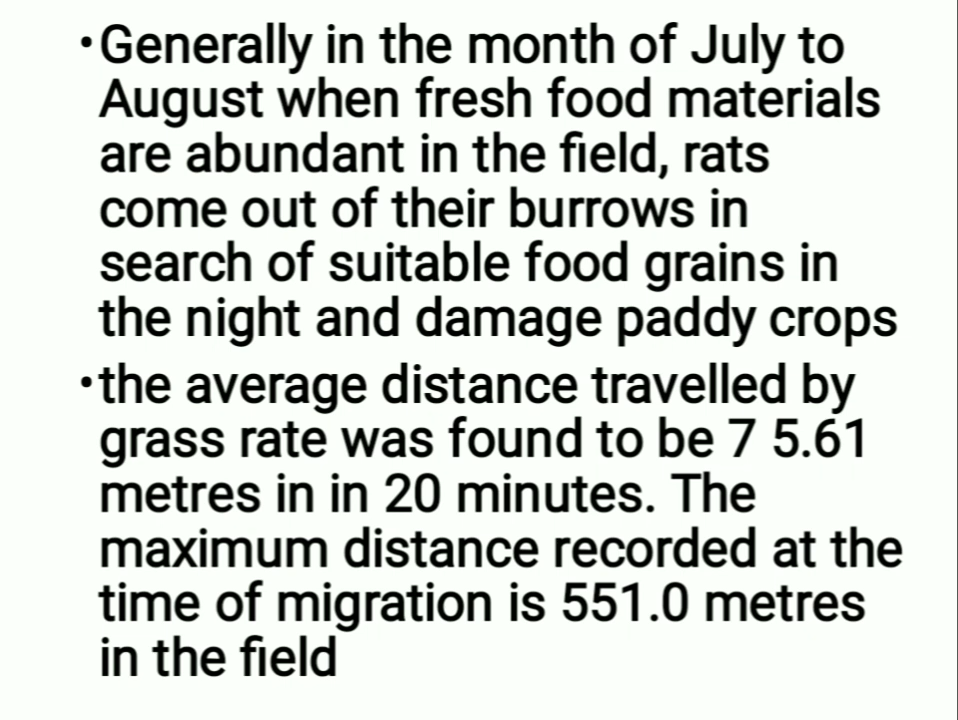 •Generally in the month of July to
August when fresh food materials
are abundant in the field, rats
come out of their burrows in
search of suitable food grains in
the night and damage paddy crops
•the average distance travelled by
grass rate was found to be 7 5.61
metres in in 20 minutes. The
maximum distance recorded at the
time of migration is 551.0 metres
in the field